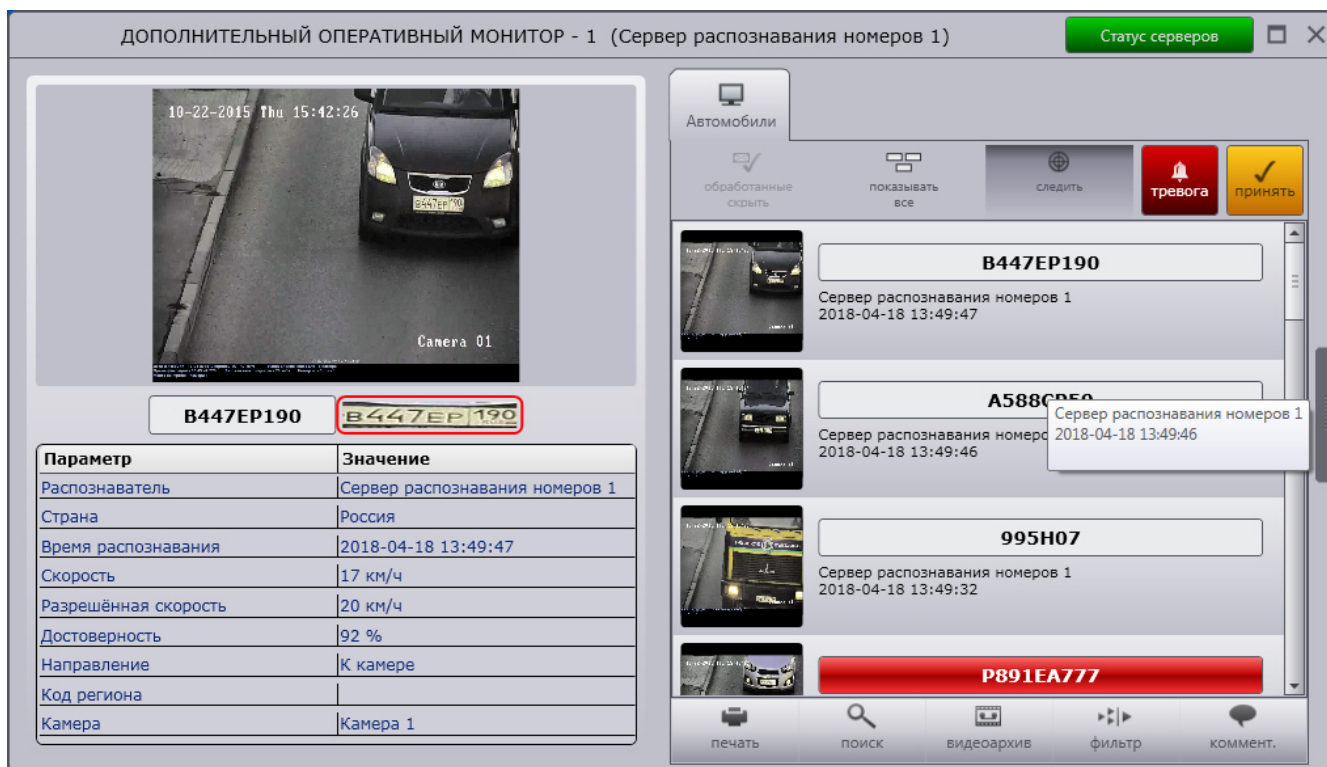 ДОПОЛНИТЕЛЬНЫЙ ОПЕРАТИВНЫЙ МОНИТОР - 1 (Сервер распознавания номеров 1)
Статус серверов
10-22-2015 Thu 15:42:26
В447ЕР 190
Camera 01
B447EP190
В447ЕР 190
RUS
Параметр Значение
Распознаватель Сервер распознавания номеров 1
Страна Россия
Время распознавания 2018-04-18 13:49:47
Скорость 17 км/ч
Разрешённая скорость 20 км/ч
Достоверность 92 %
Направление К камере
Код региона
Камера Камера 1
Автомобили
обработанные
скрыть
показывать
все
следить
тревога
принять
B447EP190
Сервер распознавания номеров 1
2018-04-18 13:49:47
Сервер распознавания
2018-04-18 13:49:46
Сервер распознавания номеров 1
2018-04-18 13:49:46
995H07
Сервер распознавания номеров 1
2018-04-18 13:49:32
P891EA777
печать
поиск
видеоархив
фильтр
коммент.